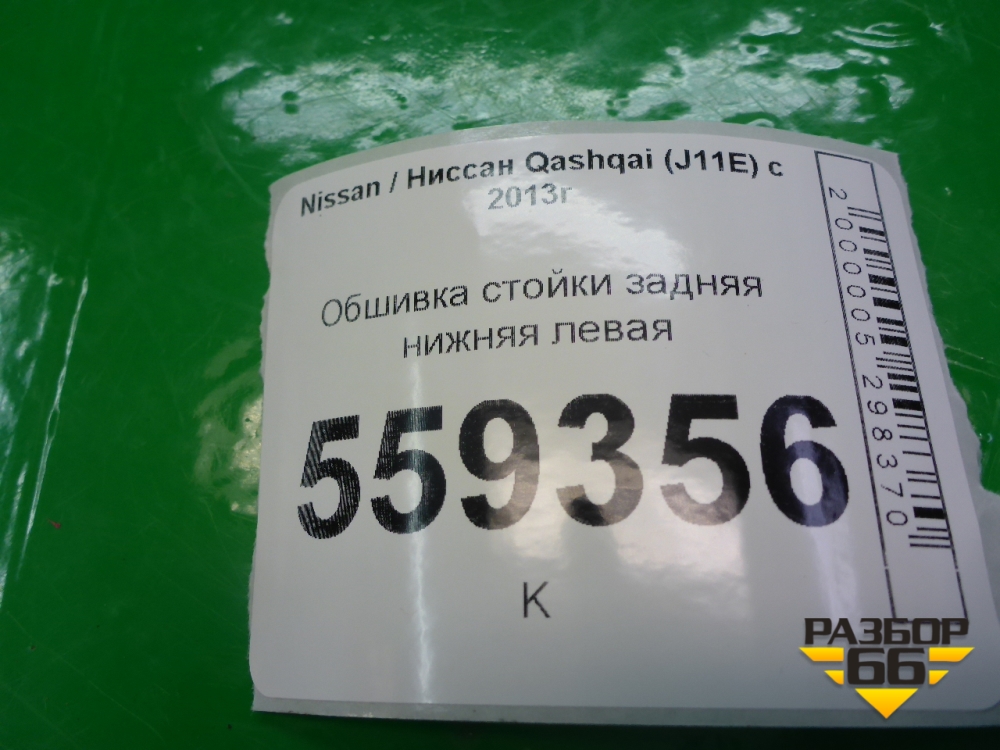 Nissan / Ниссан Qashqai (J11E) с
2013г
Обшивка стойки задняя
нижняя левая
559356
К
2000005298370
РАЗБОР
66